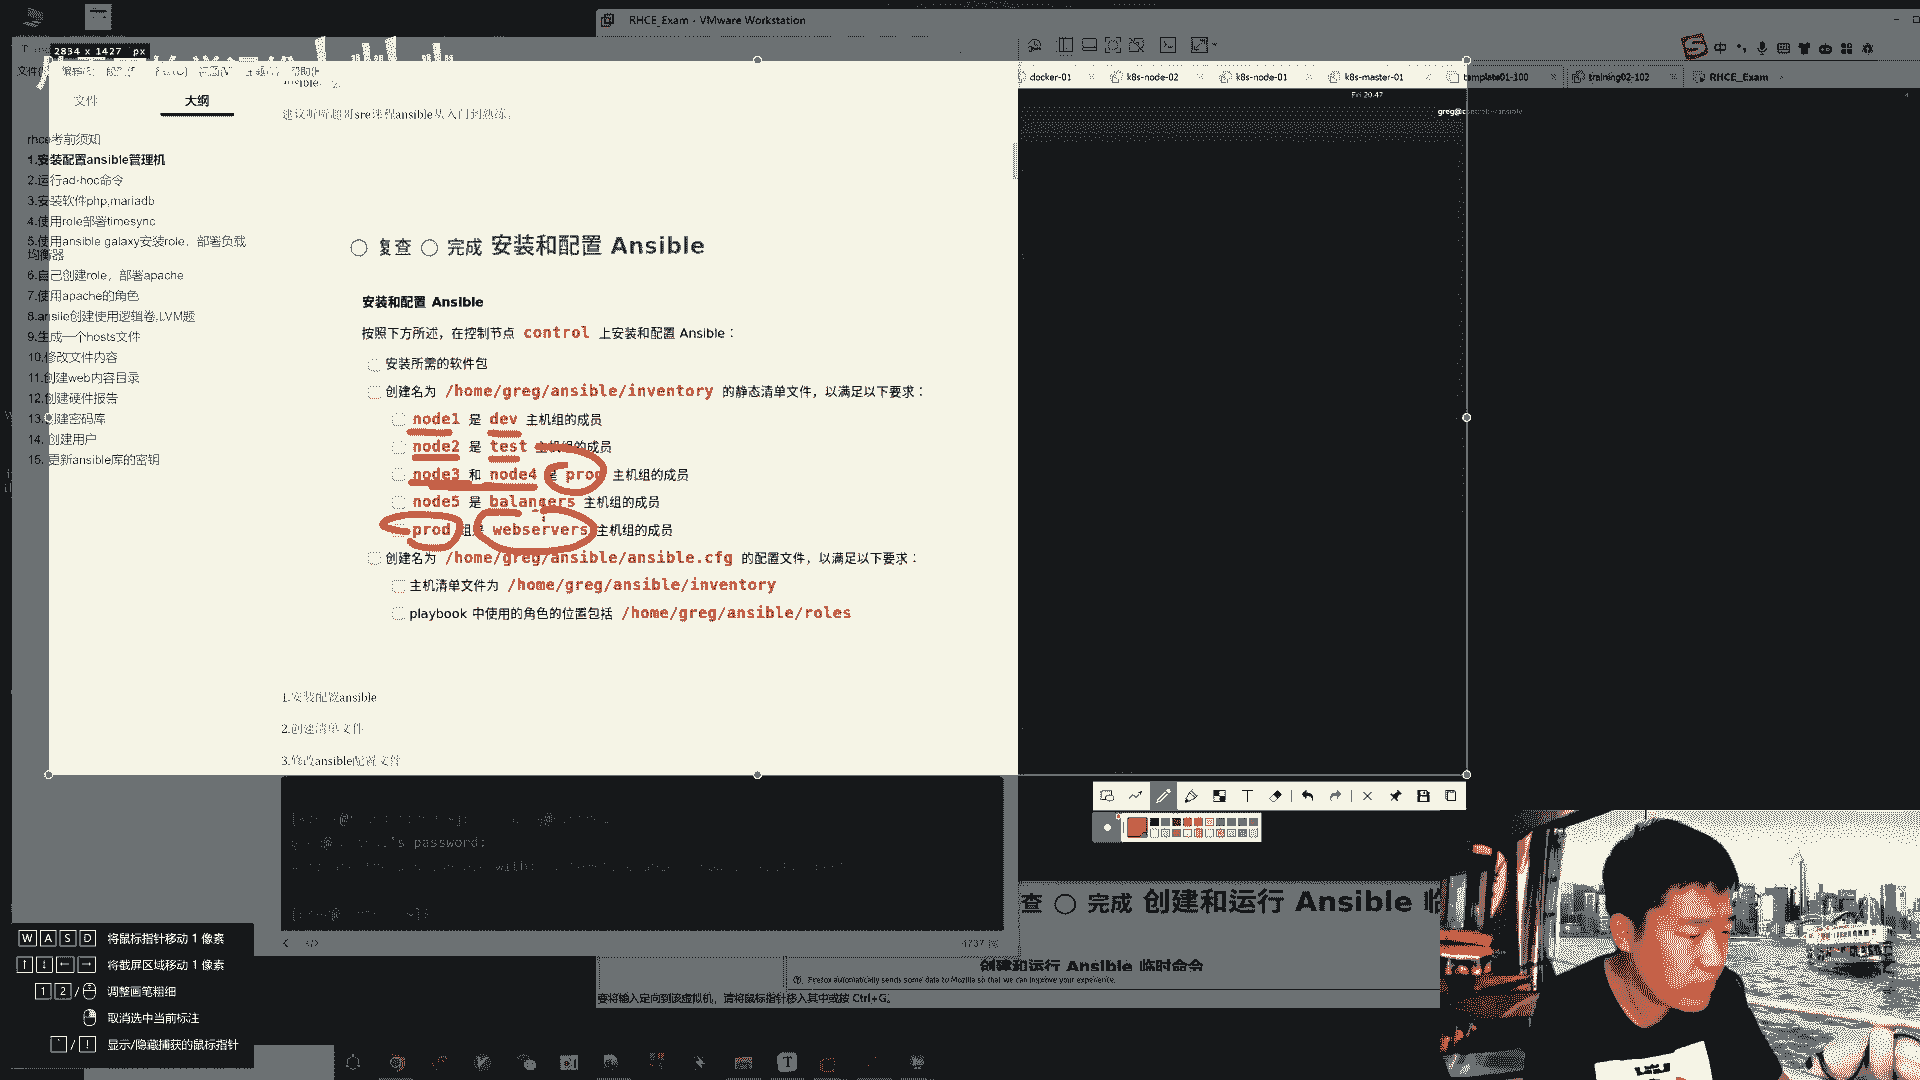 RHCE_Exam - VMware Workstation
2834 x 1427 px
docker-01
k8s-node-02
k8s-node-01
k8s-master-01
template01-100
training02-102
RHCE_Exam
Fri 20:47
文件
大纲
rhce考前须知
1.安装配置ansible管理机
2.运行ad-hoc命令
3.安装软件php,mariadb
4.使用role部署timesync
5.使用ansible galaxy安装role，部署负载
均衡器
6.自己创建role，部署apache
7.使用apache的角色
8.ansile创建使用逻辑卷,LVM题
9.生成一个hosts文件
10.修改文件内容
11.创建web内容目录
12.创建硬件报告
13.创建密码库
14. 创建用户
15. 更新ansible库的密钥
复查 完成 安装和配置 Ansible
安装和配置 Ansible
按照下方所述，在控制节点 control 上安装和配置 Ansible：
安装所需的软件包
创建名为 /home/greg/ansible/inventory 的静态清单文件，以满足以下要求：
node1 是 dev 主机组的成员
node2 是 test 主机组的成员
node3 和 node4 是 prod 主机组的成员
node5 是 balancers 主机组的成员
prod 组是 webservers 主机组的成员
创建名为 /home/greg/ansible/ansible.cfg 的配置文件，以满足以下要求：
主机清单文件为 /home/greg/ansible/inventory
playbook 中使用的角色的位置包括 /home/greg/ansible/roles
1.安装配置ansible
2.创建清单文件
3.修改ansible配置文件
's password:
查 完成 创建和运行 Ansible 临
创建和运行 Ansible 临时命令
Firefox automatically sends some data to Mozilla so that we can improve your experience.
要将输入定向到该虚拟机，请将鼠标指针移入其中或按 Ctrl+G。
W A S D 将鼠标指针移动 1 像素
↑ ↓ ← → 将截屏区域移动 1 像素
1 2 / 调整画笔粗细
取消选中当前标注
显示/隐藏捕获的鼠标指针